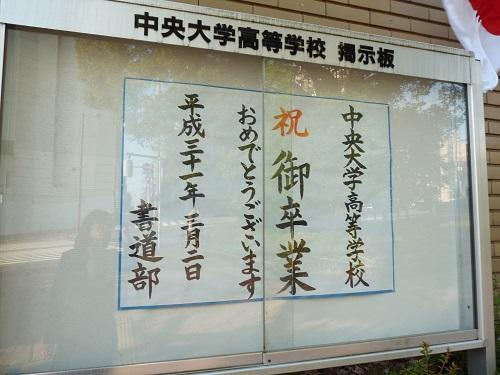 中央大学高等学校 掲示板
中央大学高等学校
祝 御卒業
おめでとうございます
平成三十一年 三月二日
書道部